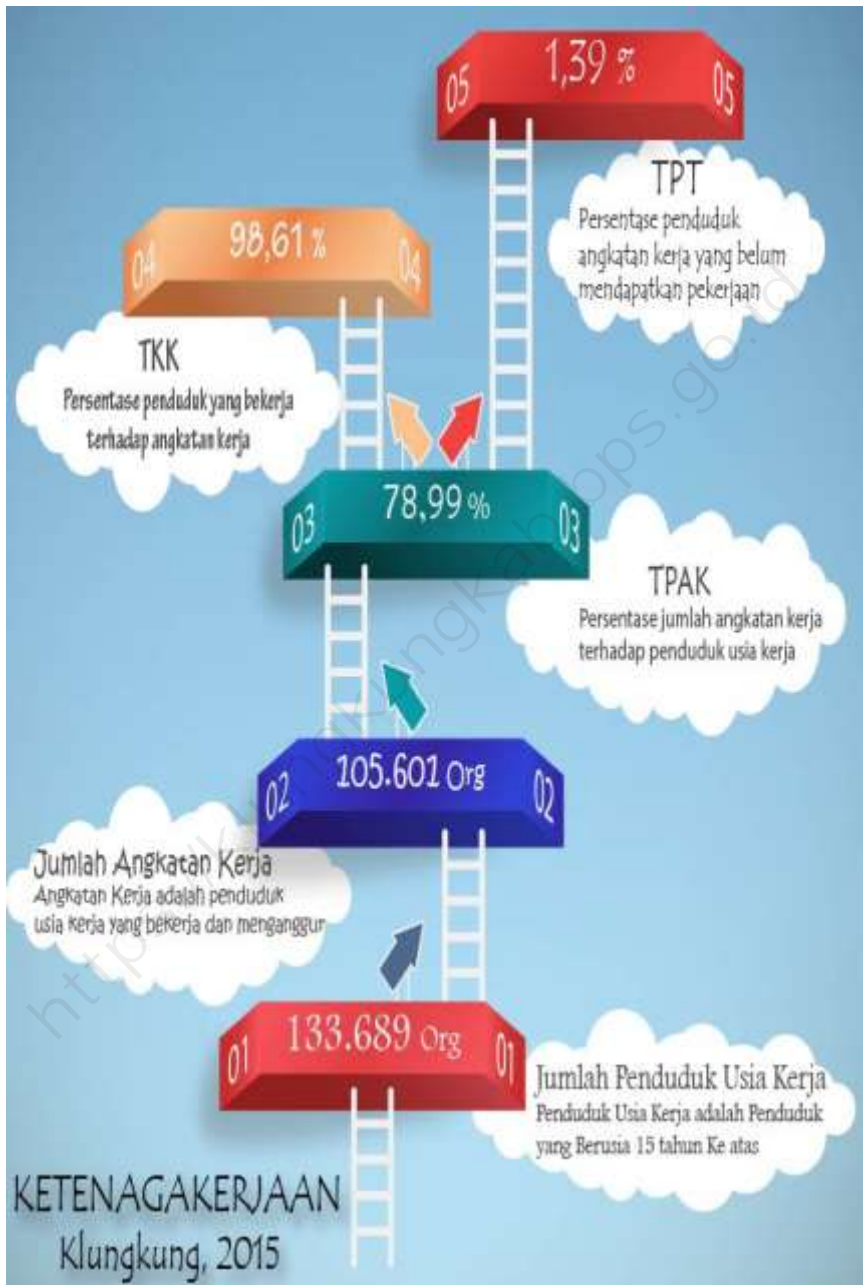 05 1,39 % 05
TPT
Persentase penduduk
angkatan kerja yang belum
mendapatkan pekerjaan
04 98,61 % 04
TKK
Persentase penduduk yang bekerja
terhadap angkatan kerja
03 78,99 % 03
TPAK
Persentase jumlah angkatan kerja
terhadap penduduk usia kerja
02 105.601 Org 02
Jumlah Angkatan Kerja
Angkatan Kerja adalah penduduk
usia kerja yang bekerja dan menganggur
01 133.689 Org 01
Jumlah Penduduk Usia Kerja
Penduduk Usia Kerja adalah Penduduk
yang Berusia 15 tahun Ke atas
KETENAGAKERJAAN
Klungkung, 2015